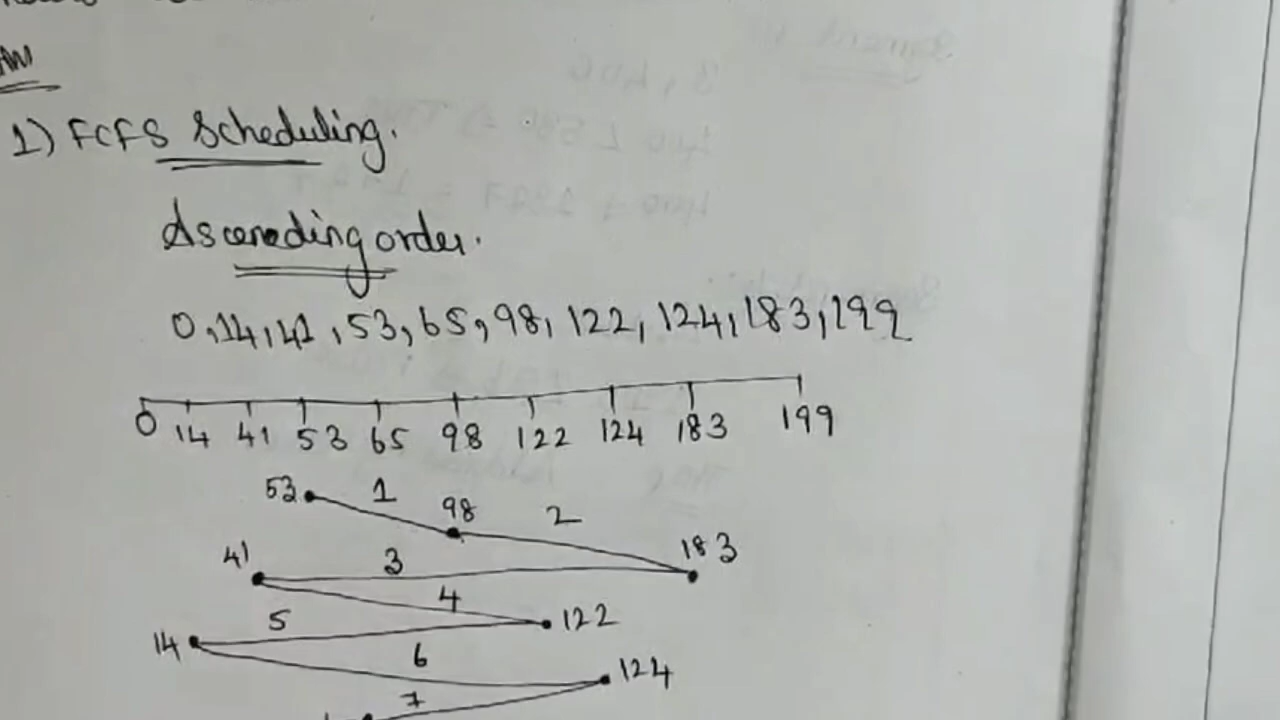 1) FCFS Scheduling.
Ascending order.
0,14,41,53,65,98,122,124,183,199
0 14 41 53 65 98 122 124 183 199
53 1 98 2
41 3 183
4
5 122
14 6
124
7